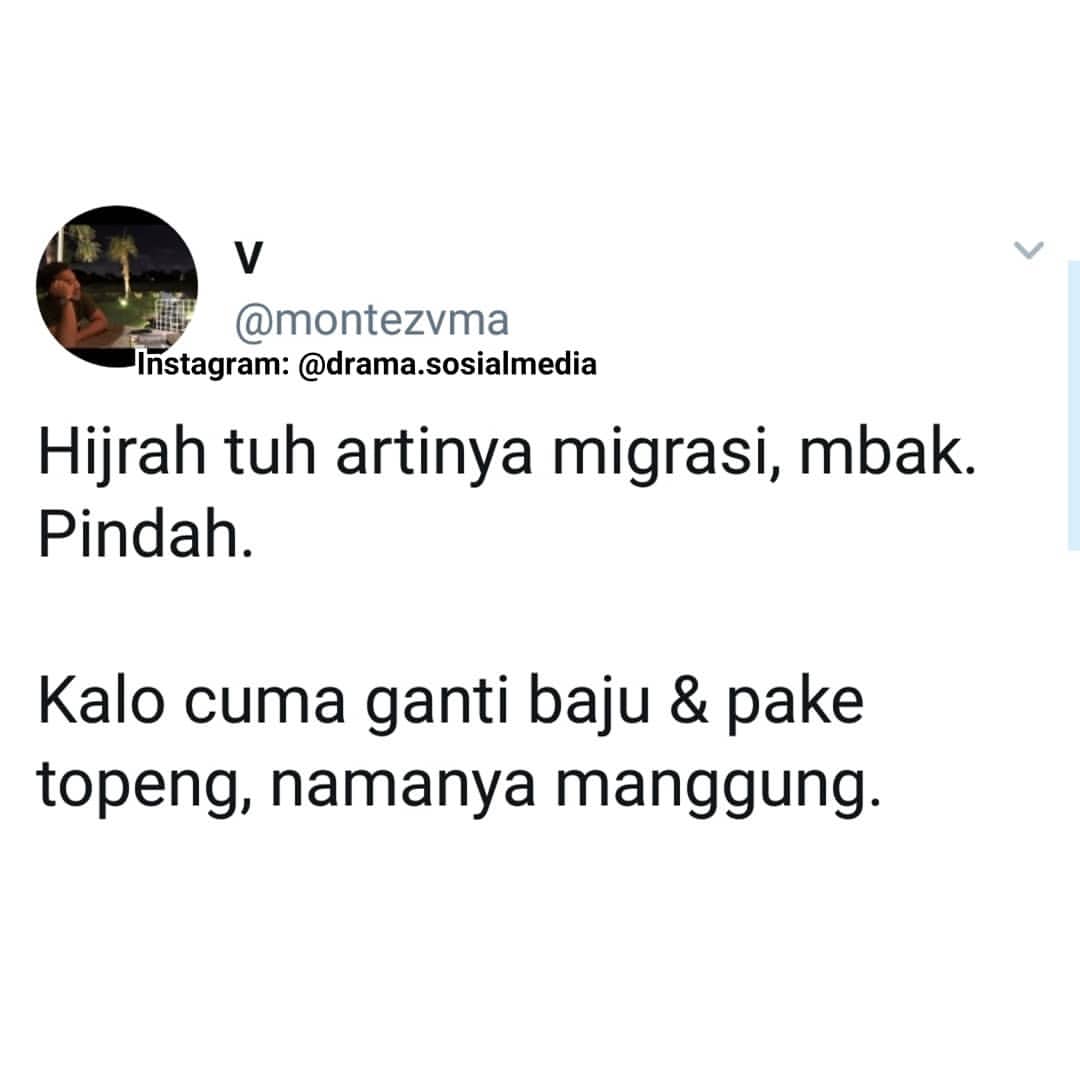 V
@montezvma
Instagram: @drama.sosialmedia
Hijrah tuh artinya migrasi, mbak.
Pindah.
Kalo cuma ganti baju & pake
topeng, namanya manggung.